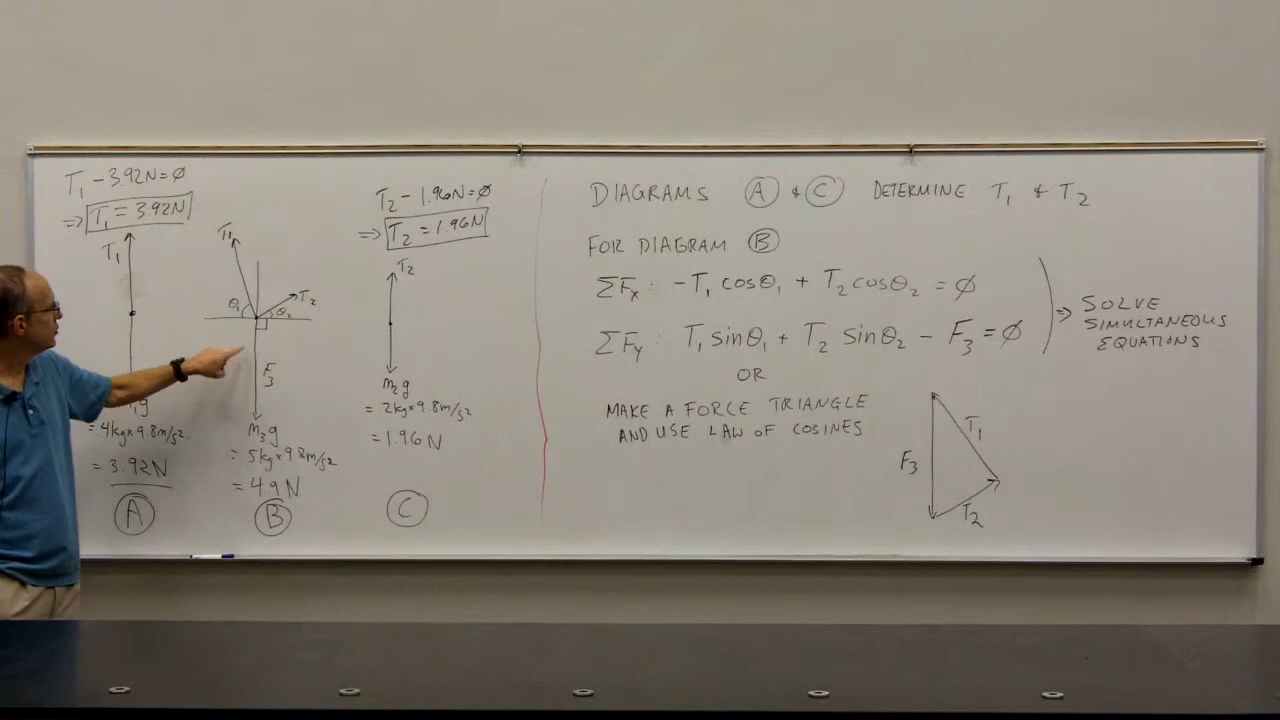 T1 - 3.92N = ∅
⇒ T1 = 3.92N
T1
= .4kg × 9.8m/s²
= 3.92N
A
T1
θ1
T2
θ2
F3
m3g
= .5kg × 9.8m/s²
= 4.9N
B
T2 - 1.96N = ∅
⇒ T2 = 1.96N
T2
m2g
= .2kg × 9.8m/s²
= 1.96N
C
DIAGRAMS A & C DETERMINE T1 & T2
FOR DIAGRAM B
ΣFx: -T1 cosθ1 + T2 cosθ2 = ∅
ΣFy: T1 sinθ1 + T2 sinθ2 - F3 = ∅
⇒ SOLVE
SIMULTANEOUS
EQUATIONS
OR
MAKE A FORCE TRIANGLE
AND USE LAW OF COSINES
F3
T1
T2